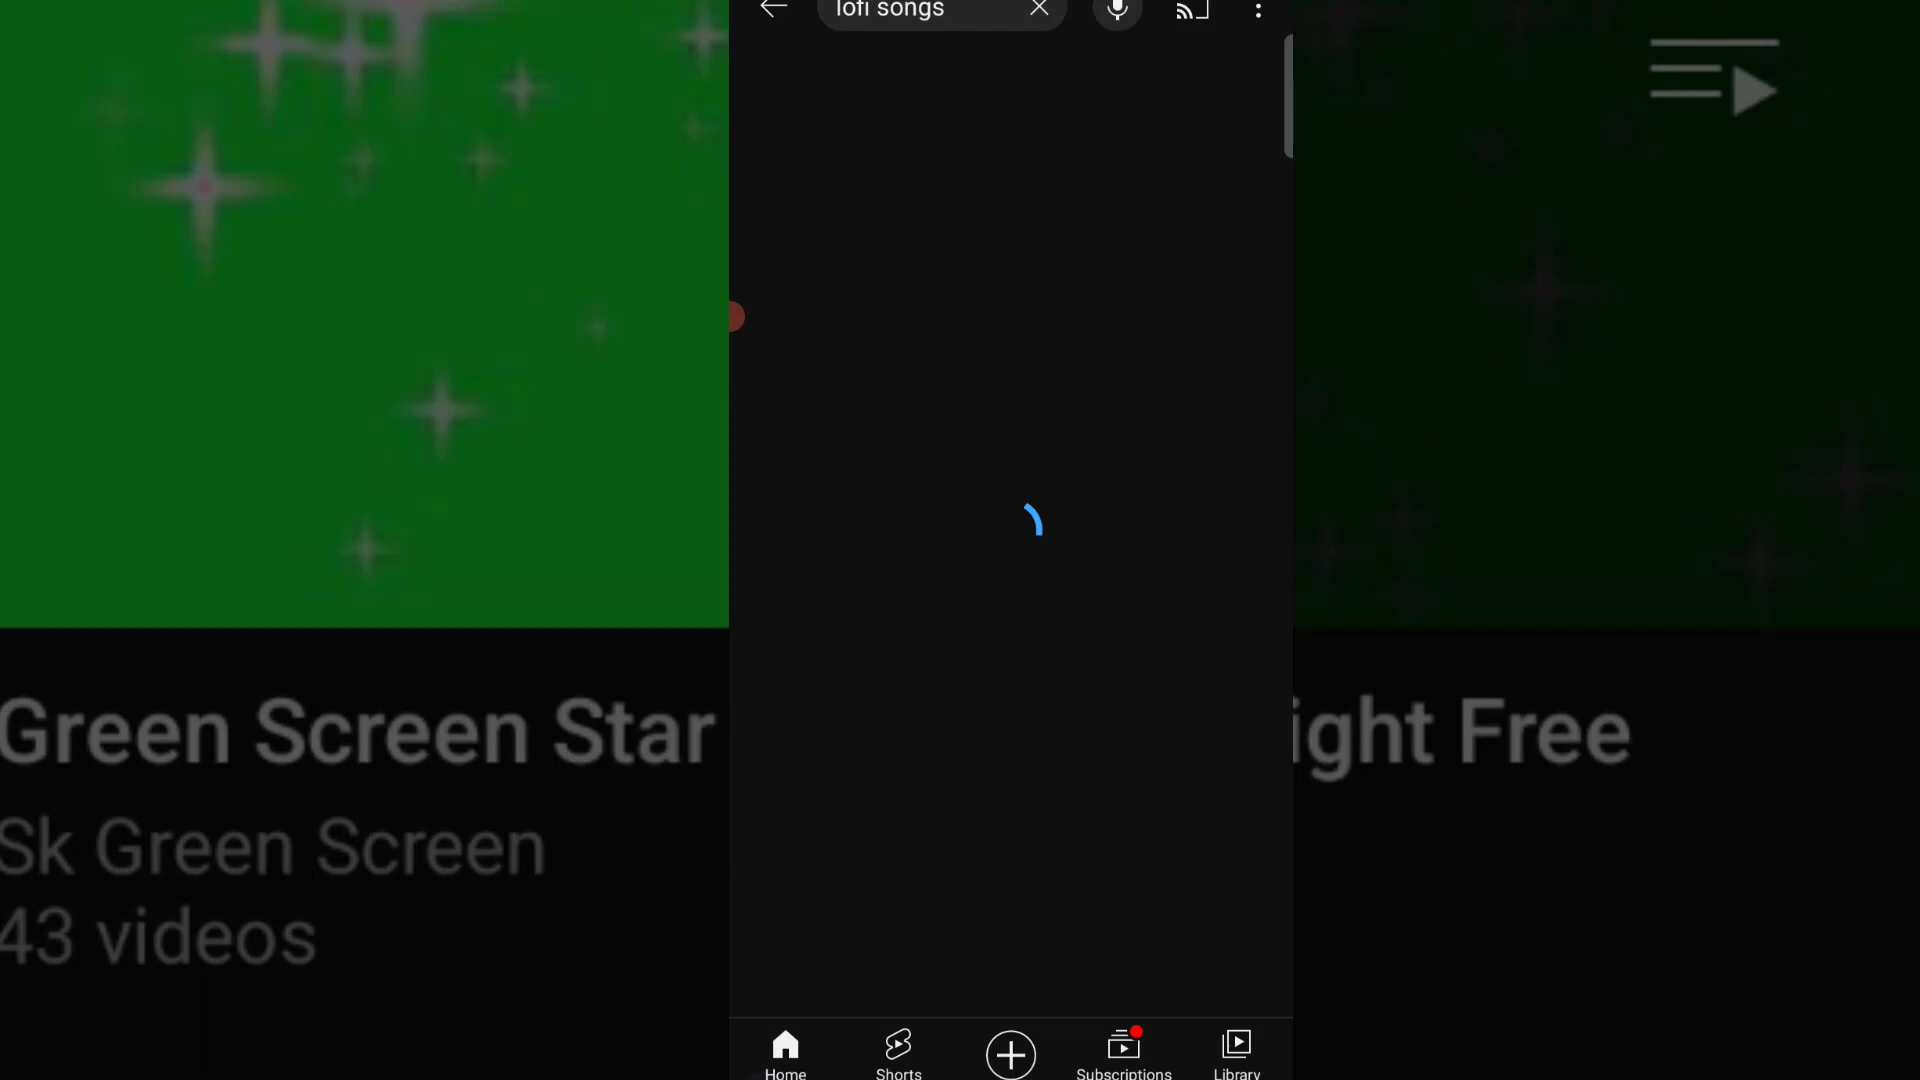 lofi songs
Green Screen Star
ight Free
Sk Green Screen
43 videos
Home
Shorts
Subscriptions
Library